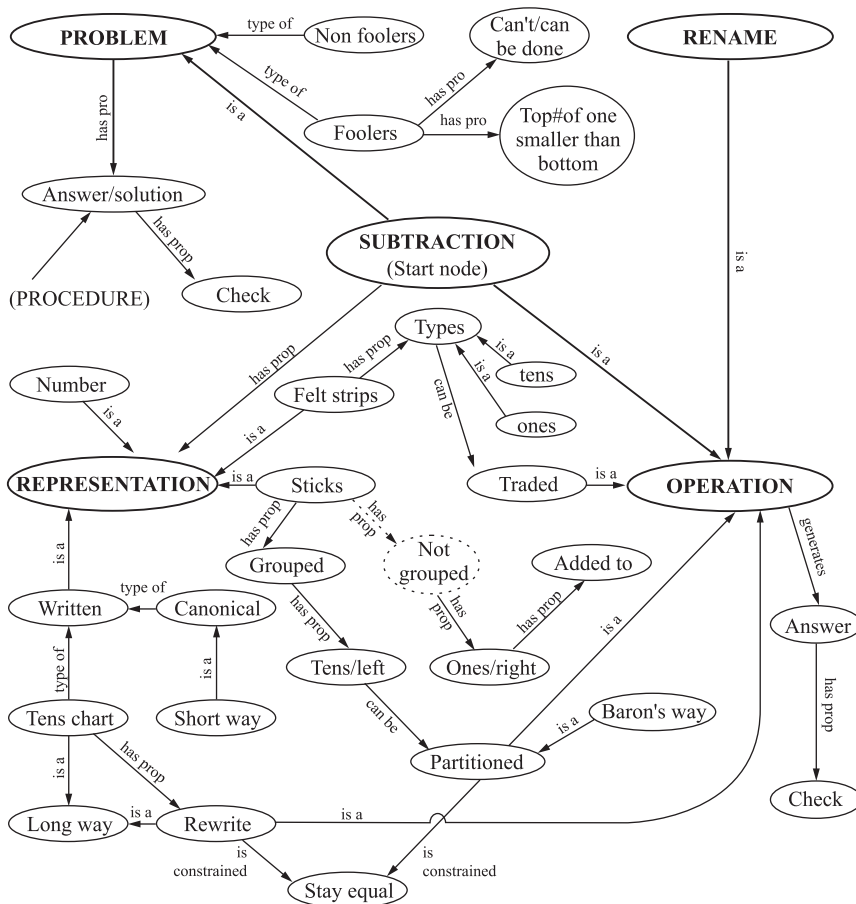 PROBLEM
type of
Non foolers
Can't/can
be done
RENAME
type of
has pro
is a
Foolers
has pro
Top#of one
smaller than
bottom
has pro
Answer/solution
has prop
SUBTRACTION
(Start node)
is a
(PROCEDURE)
Check
Types
has prop
has prop
is a
is a
tens
is a
Number
Felt strips
can be
is a
is a
ones
REPRESENTATION
is a
Sticks
Traded
is a
OPERATION
has prop
has
prop
generates
is a
Grouped
Not
grouped
Added to
type of
has prop
has
prop
has prop
is a
Written
Canonical
Answer
type of
is a
Tens/left
Ones/right
has prop
Tens chart
Short way
can be
Baron's way
is a
has prop
is a
Partitioned
Check
Long way
is a
Rewrite
is a
is
constrained
is
constrained
Stay equal